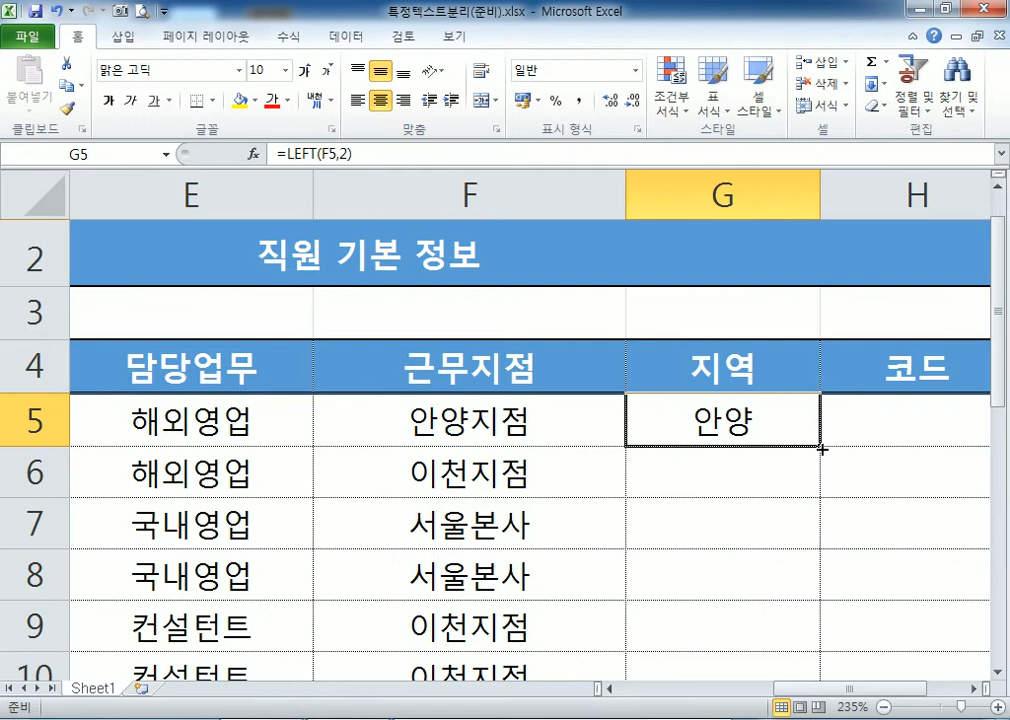 특정텍스트분리(준비).xlsx - Microsoft Excel
파일 홈 삽입 페이지 레이아웃 수식 데이터 검토 보기
붙여넣기
클립보드
맑은 고딕 10
가 가 가 가 가 가 내천
글꼴
맞춤
일반
% ,
표시 형식
조건부 서식
표 서식
셀 스타일
스타일
삽입
삭제
서식
셀
Σ
정렬 및 필터
찾기 및 선택
편집
G5 fx =LEFT(F5,2)
E F G H
2 직원 기본 정보
3
4 담당업무 근무지점 지역 코드
5 해외영업 안양지점 안양
6 해외영업 이천지점
7 국내영업 서울본사
8 국내영업 서울본사
9 컨설턴트 이천지점
10 컨설턴트 이천지점
Sheet1
준비 235%